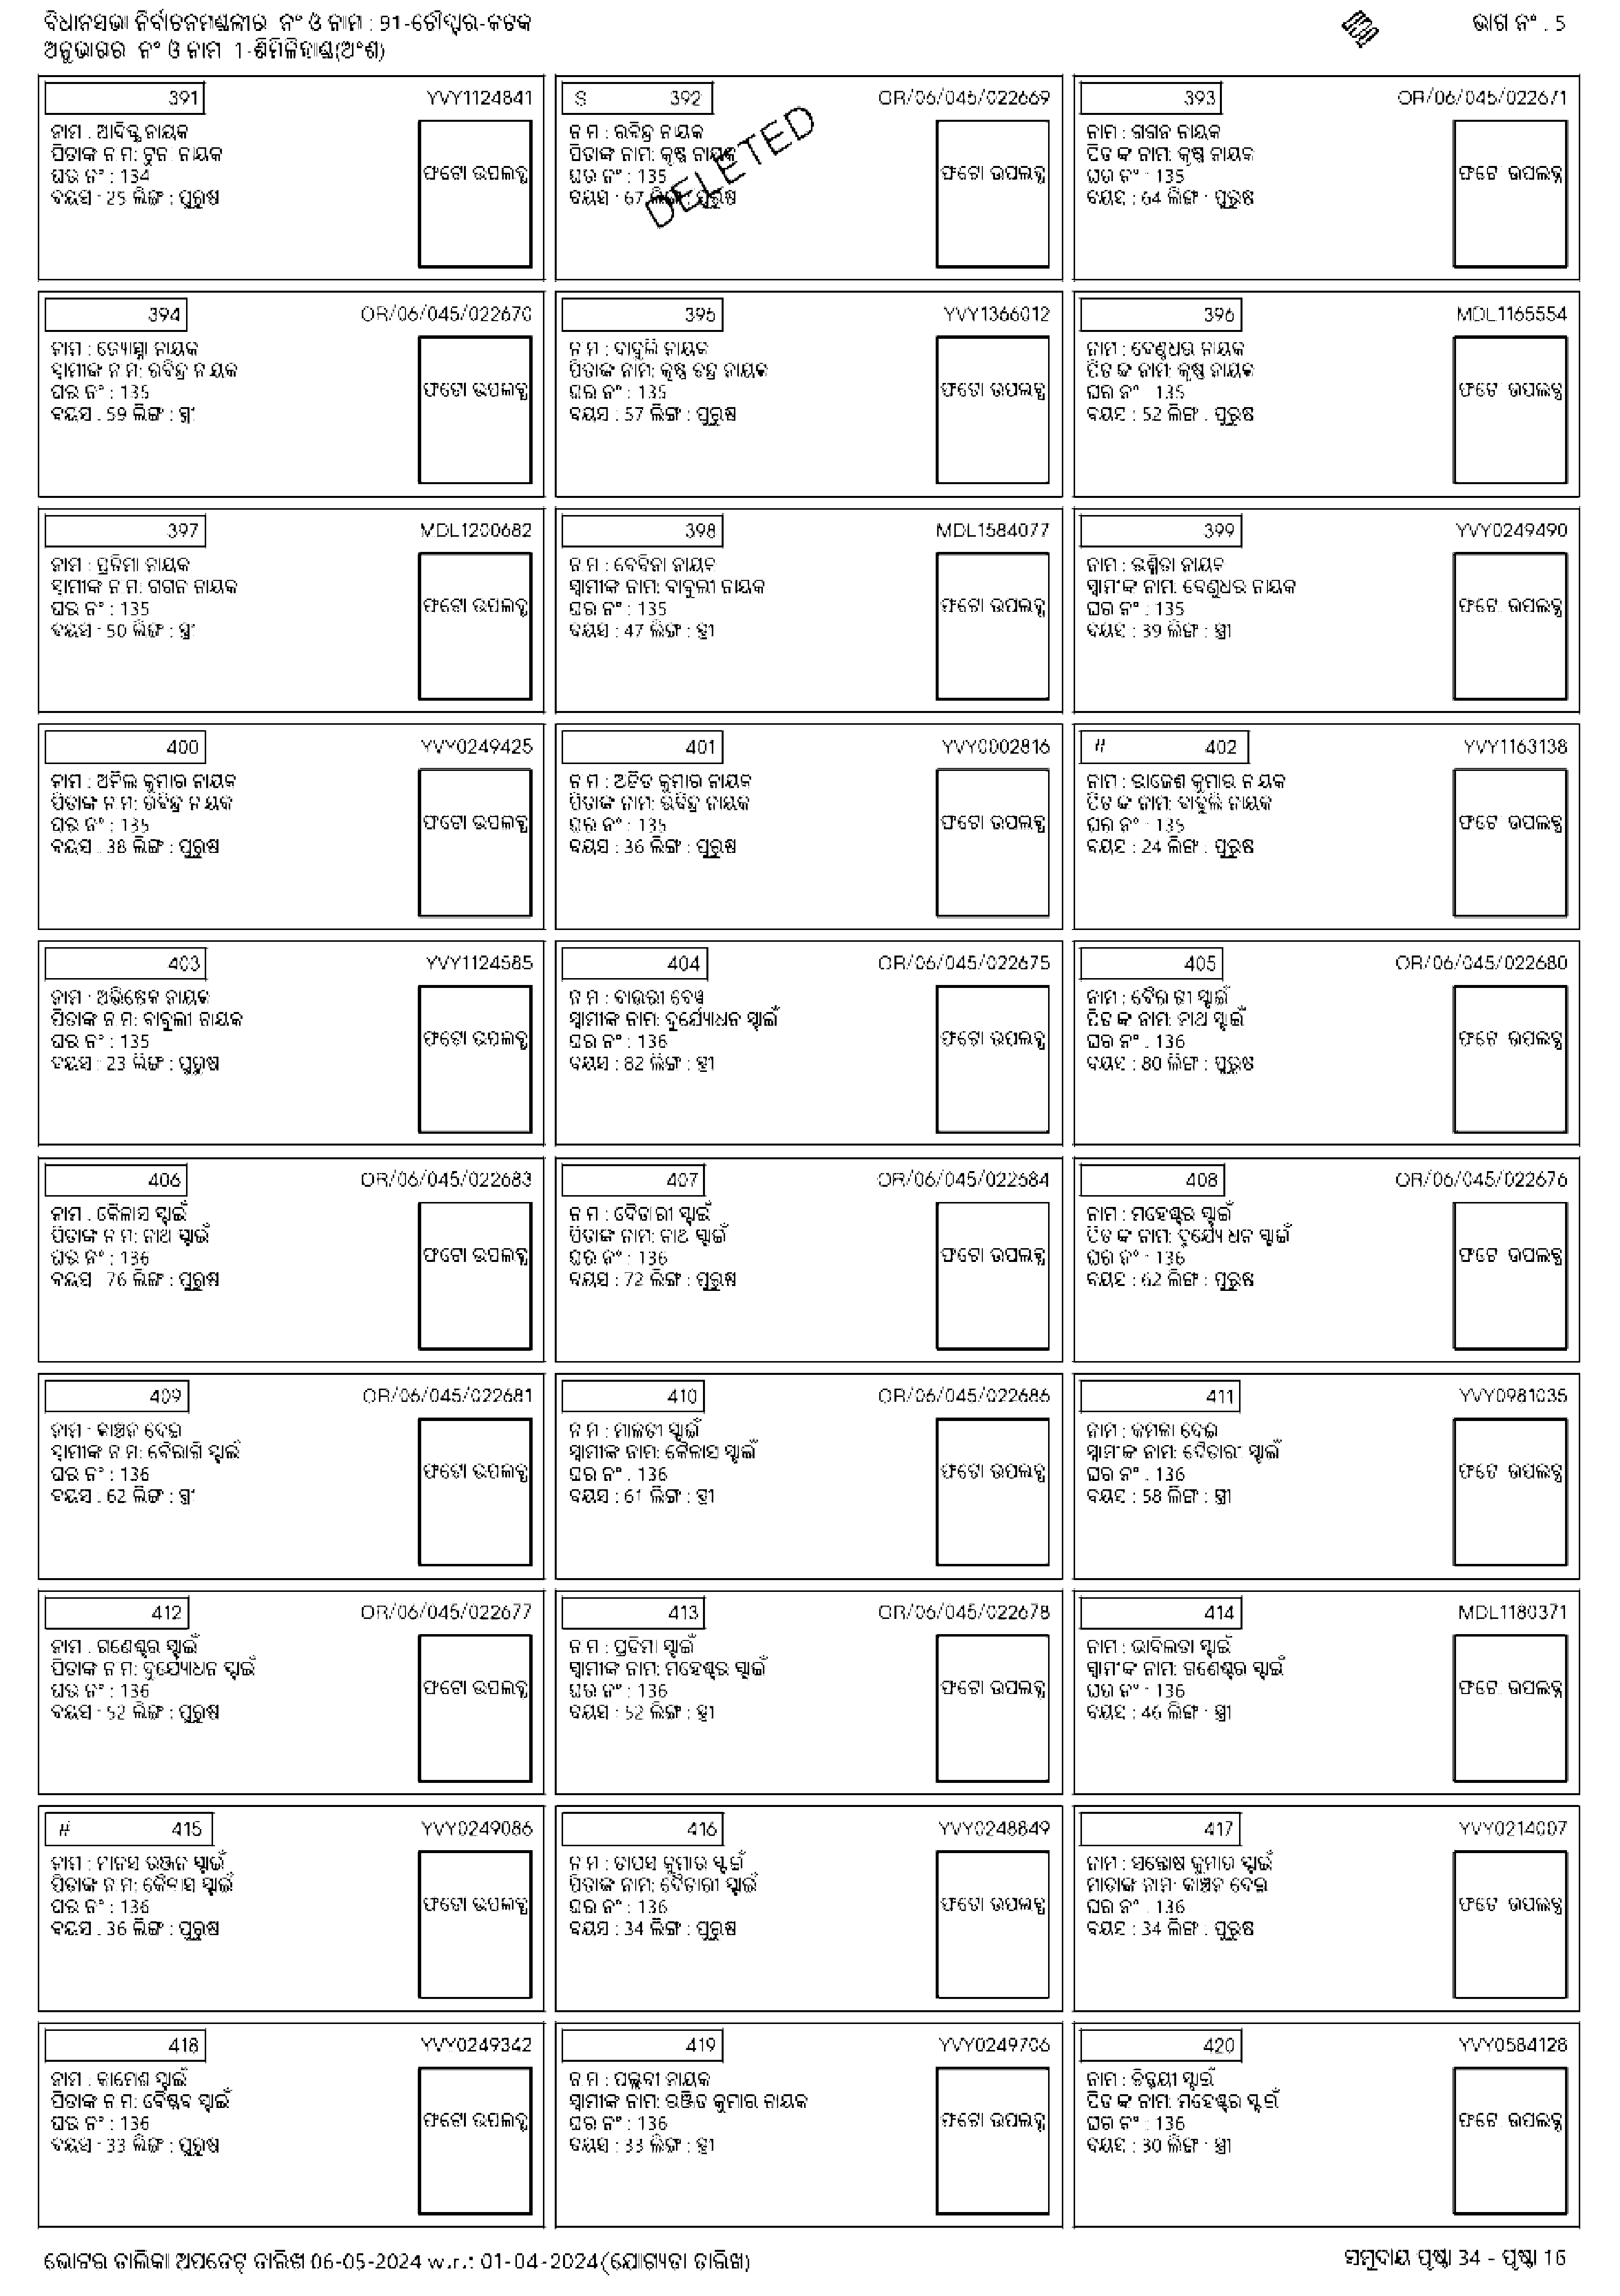 ବିଧାନସଭା ନିର୍ବାଚନମଣ୍ଡଳୀର ନଂ ଓ ନାମ : 91-ଚୌଦ୍ୱାର-କଟକ
ଭାଗ ନଂ : 5
ଅନୁଭାଗର ନଂ ଓ ନାମ 1-ଶିମିଳିହାଣ୍ଡା(ଅଂଶ)
391 YVY1124841
ନାମ : ଆଦିତ୍ଯ ନାୟକ
ପିତାଙ୍କ ନାମ: ଟୁନା ନାୟକ
ଘର ନଂ : 134
ବୟସ : 25 ଲିଙ୍ଗ : ପୁରୁଷ
ଫଟୋ ଉପଲବ୍ଧ
S 392 OR/06/045/022669
ନାମ : ରବିନ୍ଦ୍ର ନାୟକ
ପିତାଙ୍କ ନାମ: କୃଷ୍ଣ ନାୟକ
ଘର ନଂ : 135
ବୟସ : 67 ଲିଙ୍ଗ : ପୁରୁଷ
ଫଟୋ ଉପଲବ୍ଧ
DELETED
393 OR/06/045/022671
ନାମ : ଗଗନ ନାୟକ
ପିତାଙ୍କ ନାମ: କୃଷ୍ଣ ନାୟକ
ଘର ନଂ : 135
ବୟସ : 64 ଲିଙ୍ଗ : ପୁରୁଷ
ଫଟୋ ଉପଲବ୍ଧ
394 OR/06/045/022670
ନାମ : ଜ୍ୟୋସ୍ନା ନାୟକ
ସ୍ୱାମୀଙ୍କ ନାମ: ରବିନ୍ଦ୍ର ନାୟକ
ଘର ନଂ : 135
ବୟସ : 59 ଲିଙ୍ଗ : ସ୍ତ୍ରୀ
ଫଟୋ ଉପଲବ୍ଧ
395 YVY1366012
ନାମ : ବାବୁଲି ନାୟକ
ପିତାଙ୍କ ନାମ: କୃଷ୍ଣ ଚନ୍ଦ୍ର ନାୟକ
ଘର ନଂ : 135
ବୟସ : 57 ଲିଙ୍ଗ : ପୁରୁଷ
ଫଟୋ ଉପଲବ୍ଧ
396 MDL1165554
ନାମ : ବେଣୁଧର ନାୟକ
ପିତାଙ୍କ ନାମ: କୃଷ୍ଣ ନାୟକ
ଘର ନଂ : 135
ବୟସ : 52 ଲିଙ୍ଗ : ପୁରୁଷ
ଫଟୋ ଉପଲବ୍ଧ
397 MDL1200682
ନାମ : ପ୍ରତିମା ନାୟକ
ସ୍ୱାମୀଙ୍କ ନାମ: ଗଗନ ନାୟକ
ଘର ନଂ : 135
ବୟସ : 50 ଲିଙ୍ଗ : ସ୍ତ୍ରୀ
ଫଟୋ ଉପଲବ୍ଧ
398 MDL1584077
ନାମ : ବେବିନା ନାୟକ
ସ୍ୱାମୀଙ୍କ ନାମ: ବାବୁଲୀ ନାୟକ
ଘର ନଂ : 135
ବୟସ : 47 ଲିଙ୍ଗ : ସ୍ତ୍ରୀ
ଫଟୋ ଉପଲବ୍ଧ
399 YVY0249490
ନାମ : ରଶ୍ମିତା ନାୟକ
ସ୍ୱାମୀଙ୍କ ନାମ: ବେଣୁଧର ନାୟକ
ଘର ନଂ : 135
ବୟସ : 39 ଲିଙ୍ଗ : ସ୍ତ୍ରୀ
ଫଟୋ ଉପଲବ୍ଧ
400 YVY0249425
ନାମ : ଅନିଲ କୁମାର ନାୟକ
ପିତାଙ୍କ ନାମ: ରବିନ୍ଦ୍ର ନାୟକ
ଘର ନଂ : 135
ବୟସ : 38 ଲିଙ୍ଗ : ପୁରୁଷ
ଫଟୋ ଉପଲବ୍ଧ
401 YVY0002816
ନାମ : ଅଜିତ କୁମାର ନାୟକ
ପିତାଙ୍କ ନାମ: ରବିନ୍ଦ୍ର ନାୟକ
ଘର ନଂ : 135
ବୟସ : 36 ଲିଙ୍ଗ : ପୁରୁଷ
ଫଟୋ ଉପଲବ୍ଧ
# 402 YVY1163138
ନାମ : ରାଜେଶ କୁମାର ନାୟକ
ପିତାଙ୍କ ନାମ: ବାବୁଲି ନାୟକ
ଘର ନଂ : 135
ବୟସ : 24 ଲିଙ୍ଗ : ପୁରୁଷ
ଫଟୋ ଉପଲବ୍ଧ
403 YVY1124585
ନାମ : ଅଭିଷେକ ନାୟକ
ପିତାଙ୍କ ନାମ: ବାବୁଲୀ ନାୟକ
ଘର ନଂ : 135
ବୟସ : 23 ଲିଙ୍ଗ : ପୁରୁଷ
ଫଟୋ ଉପଲବ୍ଧ
404 OR/06/045/022675
ନାମ : ବାଉରୀ ବେୱା
ସ୍ୱାମୀଙ୍କ ନାମ: ଦୁର୍ଯ୍ୟୋଧନ ସ୍ୱାଇଁ
ଘର ନଂ : 136
ବୟସ : 82 ଲିଙ୍ଗ : ସ୍ତ୍ରୀ
ଫଟୋ ଉପଲବ୍ଧ
405 OR/06/045/022680
ନାମ : ବୈରାଗୀ ସ୍ୱାଇଁ
ପିତାଙ୍କ ନାମ: ନାଥ ସ୍ୱାଇଁ
ଘର ନଂ : 136
ବୟସ : 80 ଲିଙ୍ଗ : ପୁରୁଷ
ଫଟୋ ଉପଲବ୍ଧ
406 OR/06/045/022683
ନାମ : କୈଳାସ ସ୍ୱାଇଁ
ପିତାଙ୍କ ନାମ: ନାଥ ସ୍ୱାଇଁ
ଘର ନଂ : 136
ବୟସ : 76 ଲିଙ୍ଗ : ପୁରୁଷ
ଫଟୋ ଉପଲବ୍ଧ
407 OR/06/045/022684
ନାମ : ଦୈତାରୀ ସ୍ୱାଇଁ
ପିତାଙ୍କ ନାମ: ନାଥ ସ୍ୱାଇଁ
ଘର ନଂ : 136
ବୟସ : 72 ଲିଙ୍ଗ : ପୁରୁଷ
ଫଟୋ ଉପଲବ୍ଧ
408 OR/06/045/022676
ନାମ : ମହେଶ୍ୱର ସ୍ୱାଇଁ
ପିତାଙ୍କ ନାମ: ଦୁର୍ଯ୍ୟୋଧନ ସ୍ୱାଇଁ
ଘର ନଂ : 136
ବୟସ : 62 ଲିଙ୍ଗ : ପୁରୁଷ
ଫଟୋ ଉପଲବ୍ଧ
409 OR/06/045/022681
ନାମ : କାଞ୍ଚନ ଦେଇ
ସ୍ୱାମୀଙ୍କ ନାମ: ବୈରାଗି ସ୍ୱାଇଁ
ଘର ନଂ : 136
ବୟସ : 62 ଲିଙ୍ଗ : ସ୍ତ୍ରୀ
ଫଟୋ ଉପଲବ୍ଧ
410 OR/06/045/022686
ନାମ : ମାଳତୀ ସ୍ୱାଇଁ
ସ୍ୱାମୀଙ୍କ ନାମ: କୈଳାସ ସ୍ୱାଇଁ
ଘର ନଂ : 136
ବୟସ : 61 ଲିଙ୍ଗ : ସ୍ତ୍ରୀ
ଫଟୋ ଉପଲବ୍ଧ
411 YVY0981035
ନାମ : କମଳା ଦେଇ
ସ୍ୱାମୀଙ୍କ ନାମ: ଦୈତାରୀ ସ୍ୱାଇଁ
ଘର ନଂ : 136
ବୟସ : 58 ଲିଙ୍ଗ : ସ୍ତ୍ରୀ
ଫଟୋ ଉପଲବ୍ଧ
412 OR/06/045/022677
ନାମ : ଗଣେଶ୍ୱର ସ୍ୱାଇଁ
ପିତାଙ୍କ ନାମ: ଦୁର୍ଯ୍ୟୋଧନ ସ୍ୱାଇଁ
ଘର ନଂ : 136
ବୟସ : 52 ଲିଙ୍ଗ : ପୁରୁଷ
ଫଟୋ ଉପଲବ୍ଧ
413 OR/06/045/022678
ନାମ : ପ୍ରତିମା ସ୍ୱାଇଁ
ସ୍ୱାମୀଙ୍କ ନାମ: ମହେଶ୍ୱର ସ୍ୱାଇଁ
ଘର ନଂ : 136
ବୟସ : 52 ଲିଙ୍ଗ : ସ୍ତ୍ରୀ
ଫଟୋ ଉପଲବ୍ଧ
414 MDL1180371
ନାମ : ଭାବିଲତା ସ୍ୱାଇଁ
ସ୍ୱାମୀଙ୍କ ନାମ: ଗଣେଶ୍ୱର ସ୍ୱାଇଁ
ଘର ନଂ : 136
ବୟସ : 46 ଲିଙ୍ଗ : ସ୍ତ୍ରୀ
ଫଟୋ ଉପଲବ୍ଧ
# 415 YVY0249086
ନାମ : ମାନସ ରଞ୍ଜନ ସ୍ୱାଇଁ
ପିତାଙ୍କ ନାମ: କୈଳାସ ସ୍ୱାଇଁ
ଘର ନଂ : 136
ବୟସ : 36 ଲିଙ୍ଗ : ପୁରୁଷ
ଫଟୋ ଉପଲବ୍ଧ
416 YVY0248849
ନାମ : ତାପସ କୁମାର ସ୍ୱାଇଁ
ପିତାଙ୍କ ନାମ: ଦୈତାରୀ ସ୍ୱାଇଁ
ଘର ନଂ : 136
ବୟସ : 34 ଲିଙ୍ଗ : ପୁରୁଷ
ଫଟୋ ଉପଲବ୍ଧ
417 YVY0214007
ନାମ : ସନ୍ତୋଷ କୁମାର ସ୍ୱାଇଁ
ମାତାଙ୍କ ନାମ: କାଞ୍ଚନ ଦେଇ
ଘର ନଂ : 136
ବୟସ : 34 ଲିଙ୍ଗ : ପୁରୁଷ
ଫଟୋ ଉପଲବ୍ଧ
418 YVY0249342
ନାମ : କାମେଶ ସ୍ୱାଇଁ
ପିତାଙ୍କ ନାମ: ବୈଷ୍ଣବ ସ୍ୱାଇଁ
ଘର ନଂ : 136
ବୟସ : 33 ଲିଙ୍ଗ : ପୁରୁଷ
ଫଟୋ ଉପଲବ୍ଧ
419 YVY0249706
ନାମ : ପଲ୍ଲବୀ ନାୟକ
ସ୍ୱାମୀଙ୍କ ନାମ: ରଞ୍ଜିତ କୁମାର ନାୟକ
ଘର ନଂ : 136
ବୟସ : 33 ଲିଙ୍ଗ : ସ୍ତ୍ରୀ
ଫଟୋ ଉପଲବ୍ଧ
420 YVY0584128
ନାମ : ଚିନ୍ମୟୀ ସ୍ୱାଇଁ
ପିତାଙ୍କ ନାମ: ମହେଶ୍ୱର ସ୍ୱାଇଁ
ଘର ନଂ : 136
ବୟସ : 30 ଲିଙ୍ଗ : ସ୍ତ୍ରୀ
ଫଟୋ ଉପଲବ୍ଧ
ଭୋଟର ତାଲିକା ଅପଡେଟ୍ ତାରିଖ 06-05-2024 w.r.: 01-04-2024(ଯୋଗ୍ୟତା ତାରିଖ)
ସମୁଦାୟ ପୃଷ୍ଠା 34 - ପୃଷ୍ଠା 16